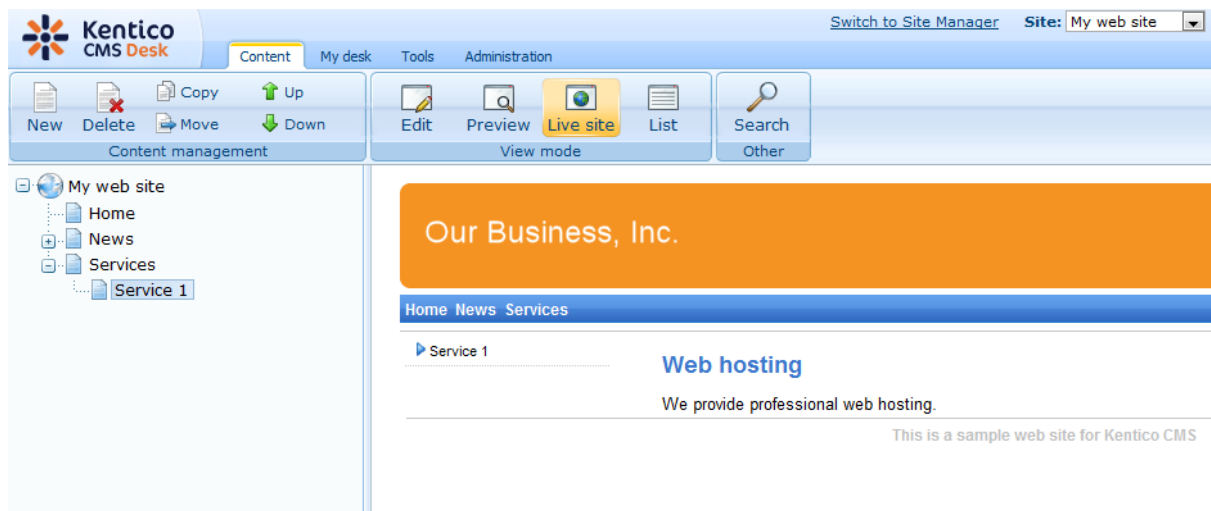 Kentico
CMS Desk
Switch to Site Manager Site: My web site
Content My desk Tools Administration
New Delete Copy Move Up Down
Content management
Edit Preview Live site List
View mode
Search
Other
My web site
Home
News
Services
Service 1
Our Business, Inc.
Home News Services
Service 1
Web hosting
We provide professional web hosting.
This is a sample web site for Kentico CMS